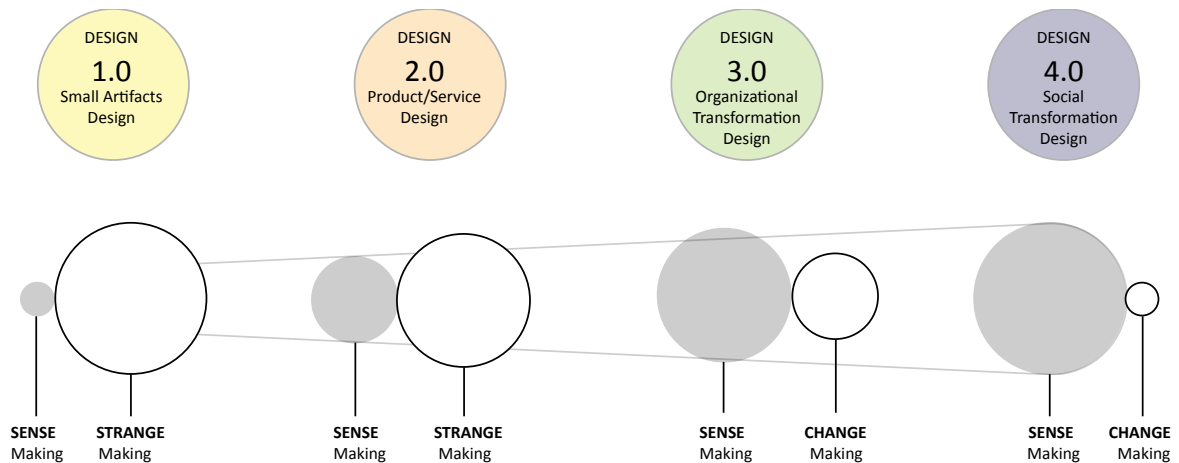 DESIGN
1.0
Small Artifacts
Design
DESIGN
2.0
Product/Service
Design
DESIGN
3.0
Organizational
Transformation
Design
DESIGN
4.0
Social
Transformation
Design
SENSE
Making
STRANGE
Making
SENSE
Making
STRANGE
Making
SENSE
Making
CHANGE
Making
SENSE
Making
CHANGE
Making